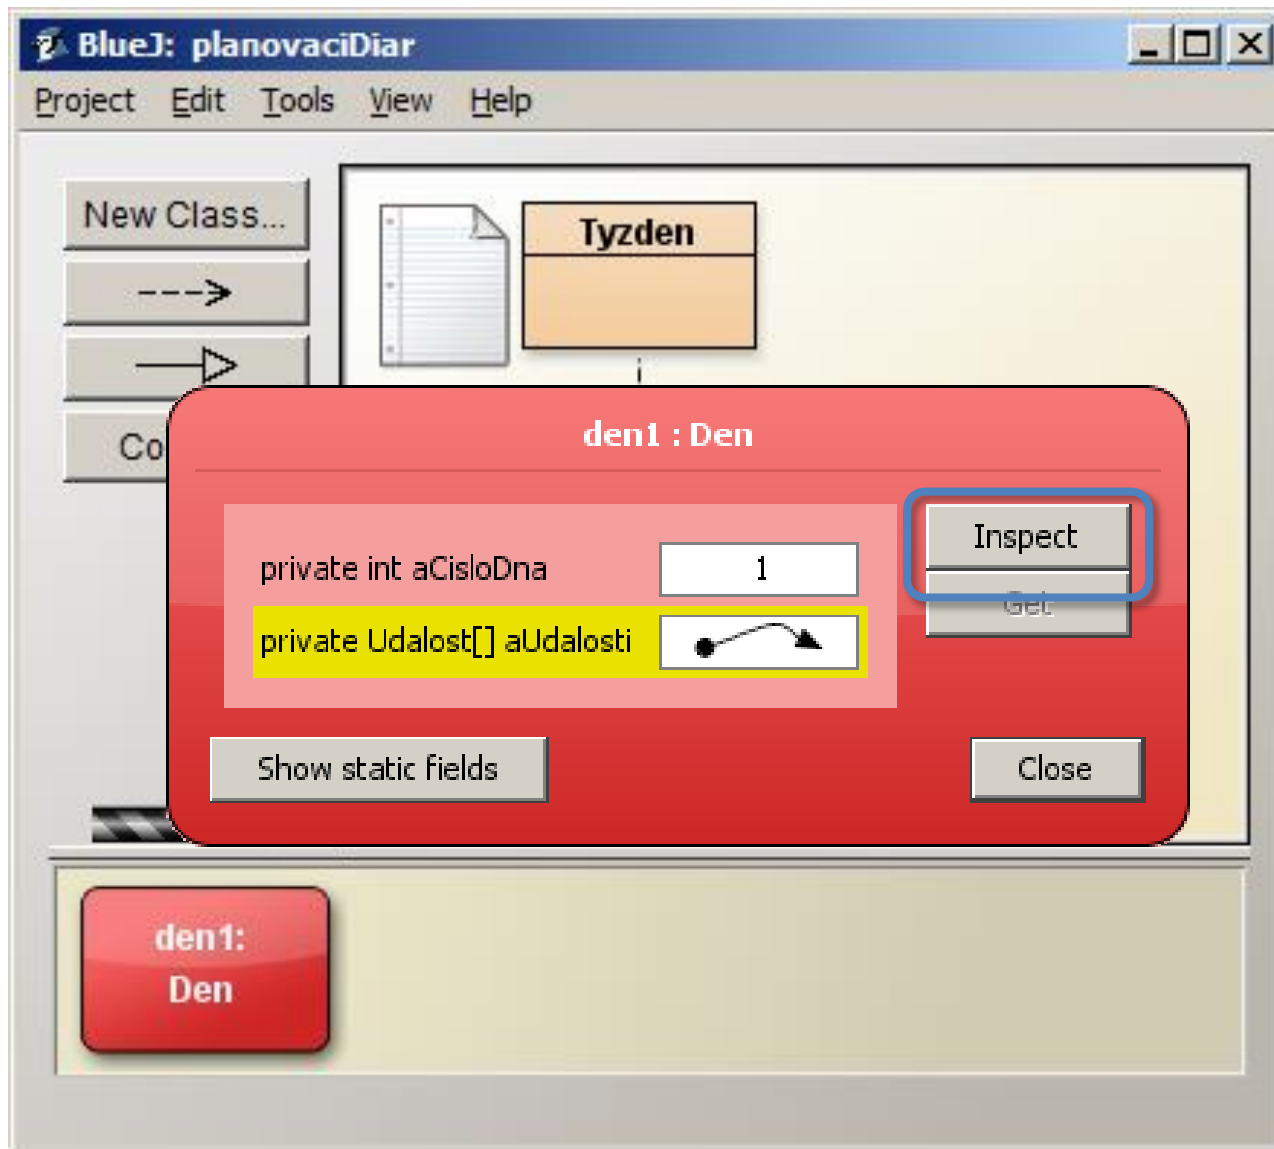 BlueJ: planovaciDiar
Project Edit Tools View Help
New Class...
Tyzden
Co
den1 : Den
Inspect
private int aCisloDna 1
Get
private Udalost[] aUdalosti
Show static fields
Close
den1:
Den